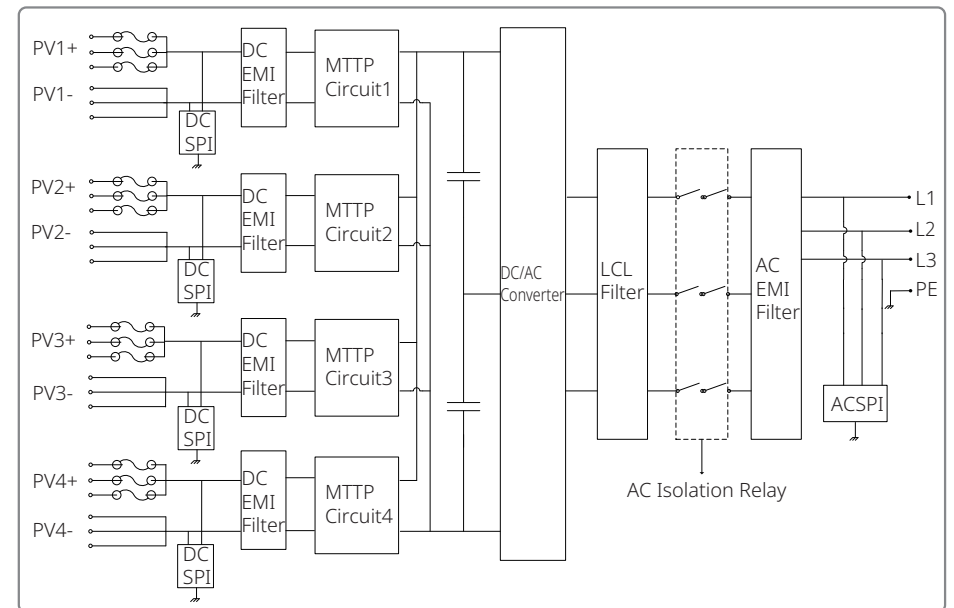 PV1+
PV1-
DC
SPI
DC
EMI
Filter
MTTP
Circuit1
PV2+
PV2-
DC
SPI
DC
EMI
Filter
MTTP
Circuit2
PV3+
PV3-
DC
SPI
DC
EMI
Filter
MTTP
Circuit3
PV4+
PV4-
DC
SPI
DC
EMI
Filter
MTTP
Circuit4
DC/AC
Converter
LCL
Filter
AC Isolation Relay
AC
EMI
Filter
L1
L2
L3
PE
ACSPI